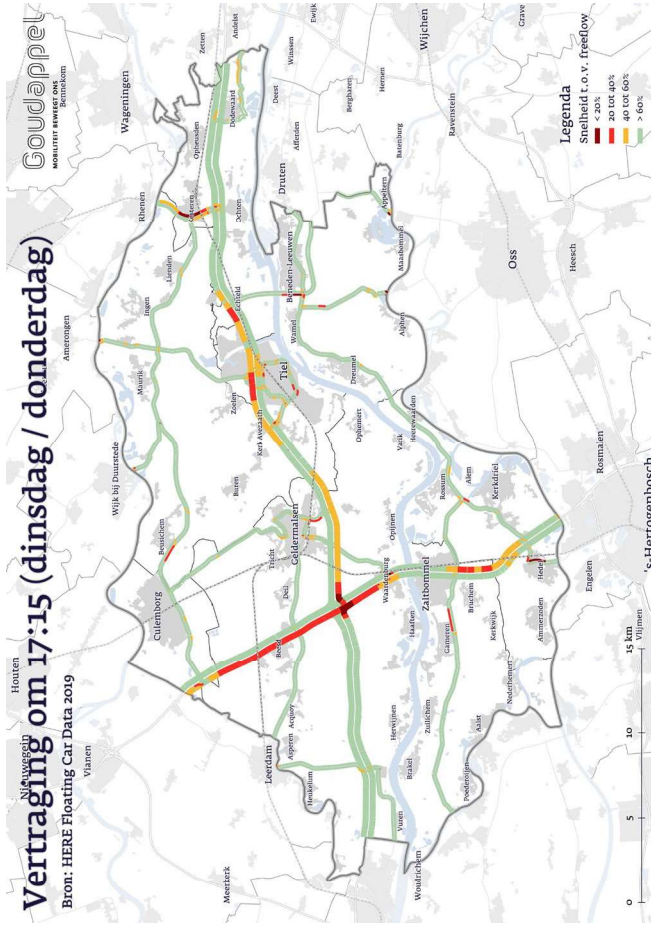 Vertraging om 17:15 (dinsdag / donderdag)
Bron: HERE Floating Car Data 2019
Goudappel
MOBILITEIT BEWEEGT ONS
Legenda
Snelheid t.o.v. freeflow
< 20%
20 tot 40%
40 tot 60%
> 60%
0
5
10
15 km
Houten
Nieuwegein
Vianen
Meerkerk
Culemborg
Beusichem
Wijk bij Duurstede
Amerongen
Maurik
Ingen
Lienden
Rhenen
Wageningen
Bennekom
Zetten
Andelst
Opheusden
Dodewaard
Ochten
Echteld
Zoelen
Kerk Avezaath
Tiel
Buren
Tricht
Geldermalsen
Deil
Beesd
Acquoy
Asperen
Leerdam
Heukelum
Vuren
Woudrichem
Herwijnen
Brakel
Zuilichem
Poederoijen
Aalst
Nederhemert
Haaften
Waardenburg
Opijnen
Zaltbommel
Gameren
Bruchem
Kerkwijk
Ammerzoden
Hedel
Kerkdriel
Alem
Rossum
Heerewaarden
Varik
Ophemert
Dreumel
Wamel
Beneden-Leeuwen
Alphen
Maasbommel
Appeltern
Druten
Afferden
Deest
Winssen
Ewijk
Bergharen
Hernen
Batenburg
Wijchen
Ravenstein
Grave
Oss
Heesch
Rosmalen
's-Hertogenbosch
Engelen
Vlijmen